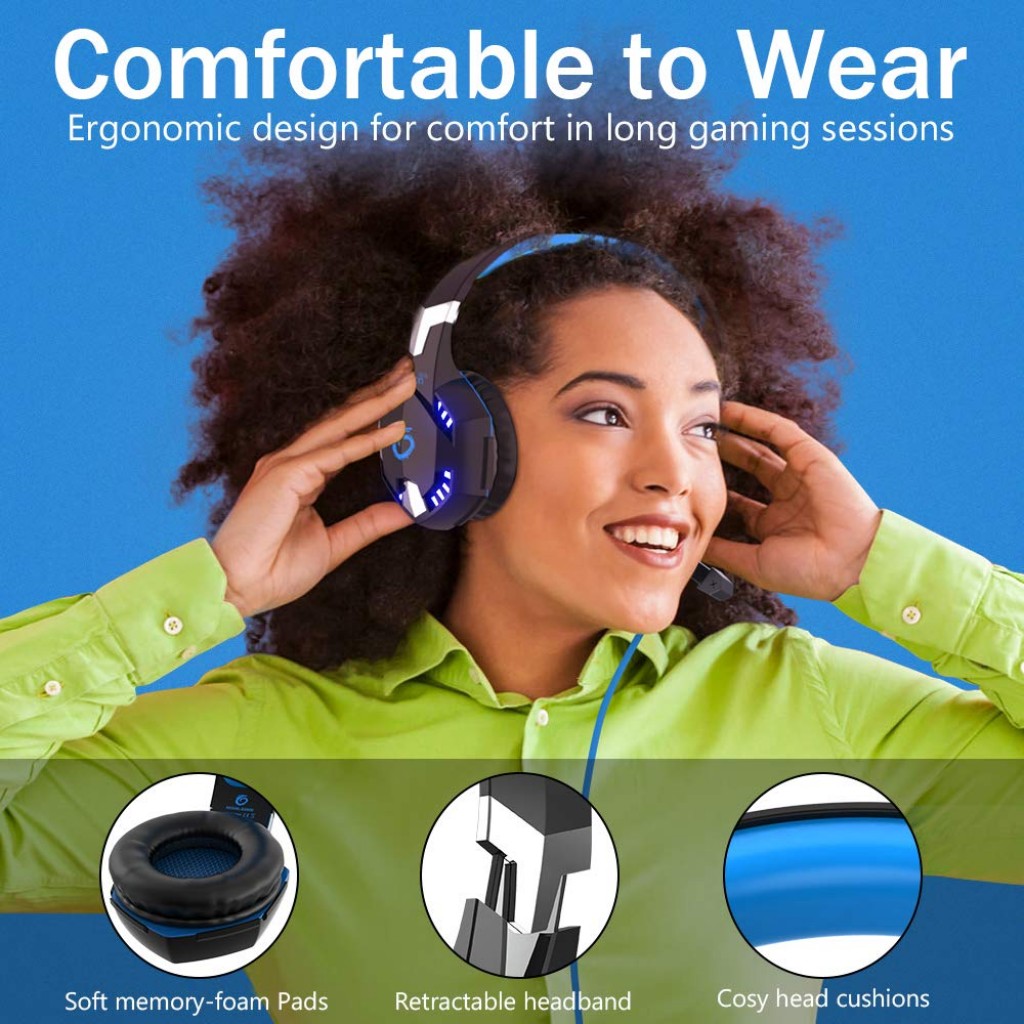 Comfortable to Wear
Ergonomic design for comfort in long gaming sessions
Soft memory-foam Pads
Retractable headband
Cosy head cushions